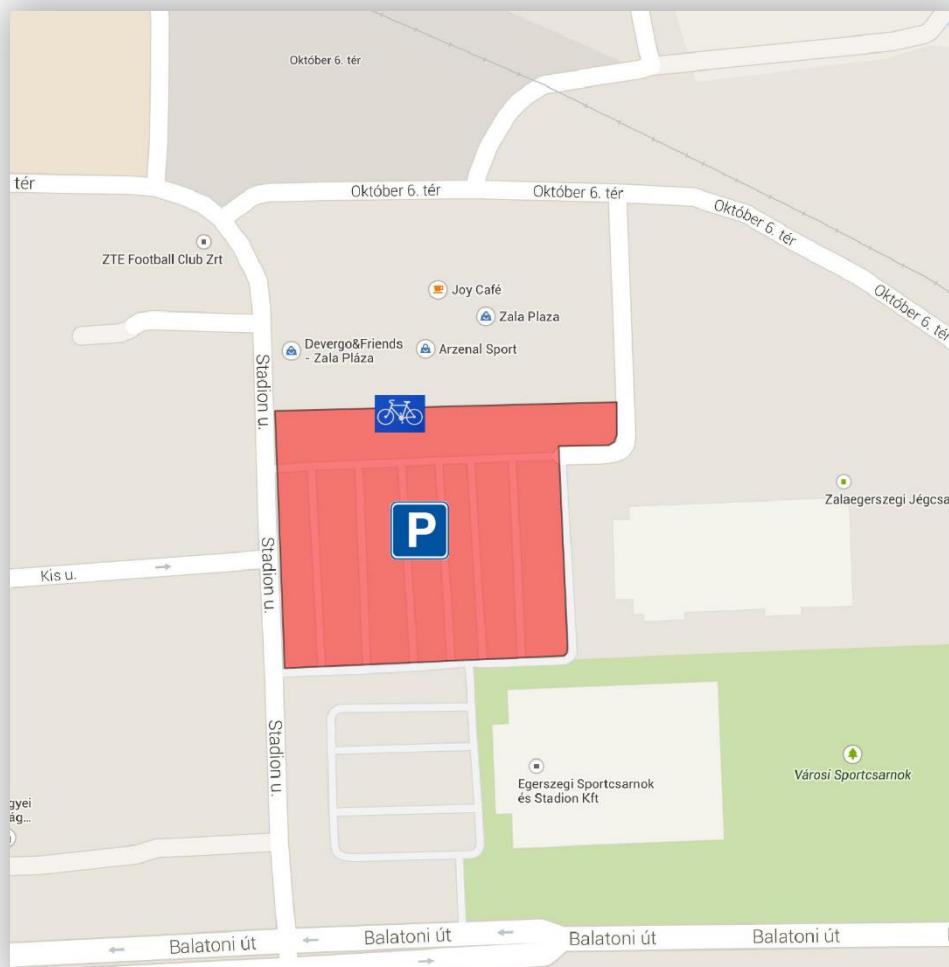 Október 6. tér
tér
Október 6. tér
Október 6. tér
Október 6. tér
Október 6. tér
ZTE Football Club Zrt
Joy Café
Zala Plaza
Devergo&Friends
- Zala Pláza
Arzenal Sport
Stadion u.
P
Zalaegerszegi Jégcsa
Stadion u.
Kis u.
Stadion u.
Egerszegi Sportcsarnok
és Stadion Kft
Városi Sportcsarnok
gyei
ág...
Balatoni út
Balatoni út
Balatoni út
Balatoni út